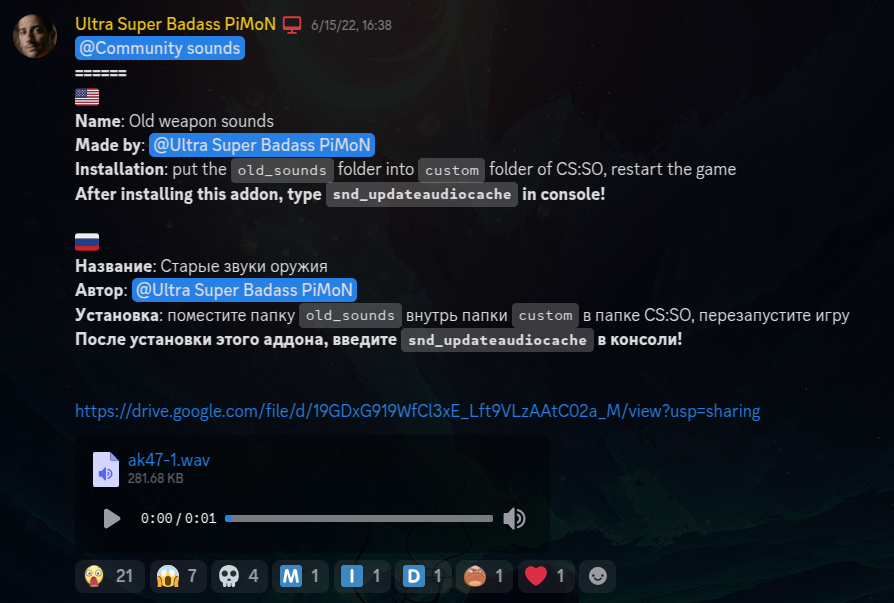 Ultra Super Badass PiMoN 6/15/22, 16:38
@Community sounds
======
Name: Old weapon sounds
Made by: @Ultra Super Badass PiMoN
Installation: put the old_sounds folder into custom folder of CS:SO, restart the game
After installing this addon, type snd_updateaudiocache in console!
Название: Старые звуки оружия
Автор: @Ultra Super Badass PiMoN
Установка: поместите папку old_sounds внутрь папки custom в папке CS:SO, перезапустите игру
После установки этого аддона, введите snd_updateaudiocache в консоли!
https://drive.google.com/file/d/19GDxG919WfCl3xE_Lft9VLzAAtC02a_M/view?usp=sharing
ak47-1.wav
281.68 KB
0:00 / 0:01
21 7 4 M 1 I 1 D 1 1 1